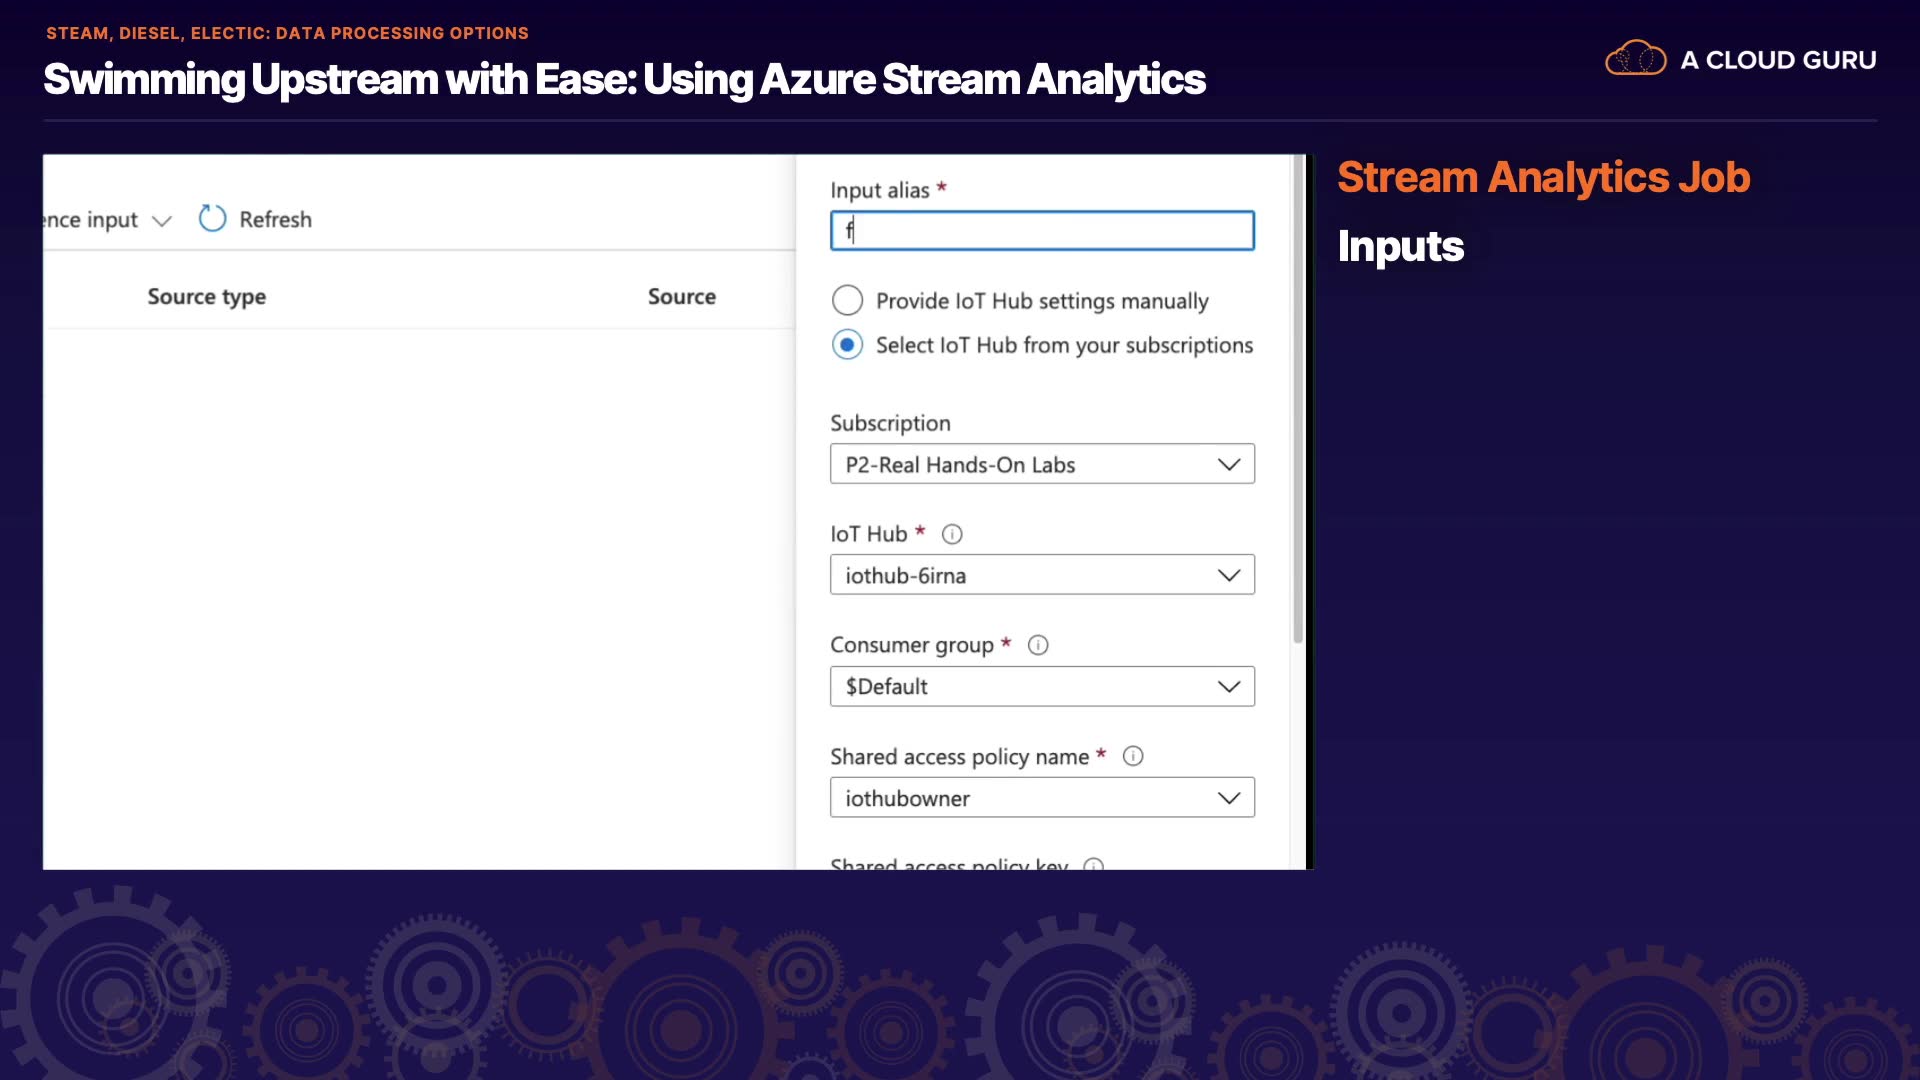 STEAM, DIESEL, ELECTIC: DATA PROCESSING OPTIONS
Swimming Upstream with Ease: Using Azure Stream Analytics
A CLOUD GURU
ence input
Refresh
Source type
Source
Input alias *
f
Provide IoT Hub settings manually
Select IoT Hub from your subscriptions
Subscription
P2-Real Hands-On Labs
IoT Hub *
iothub-6irna
Consumer group *
$Default
Shared access policy name *
iothubowner
Shared access policy key
Stream Analytics Job
Inputs